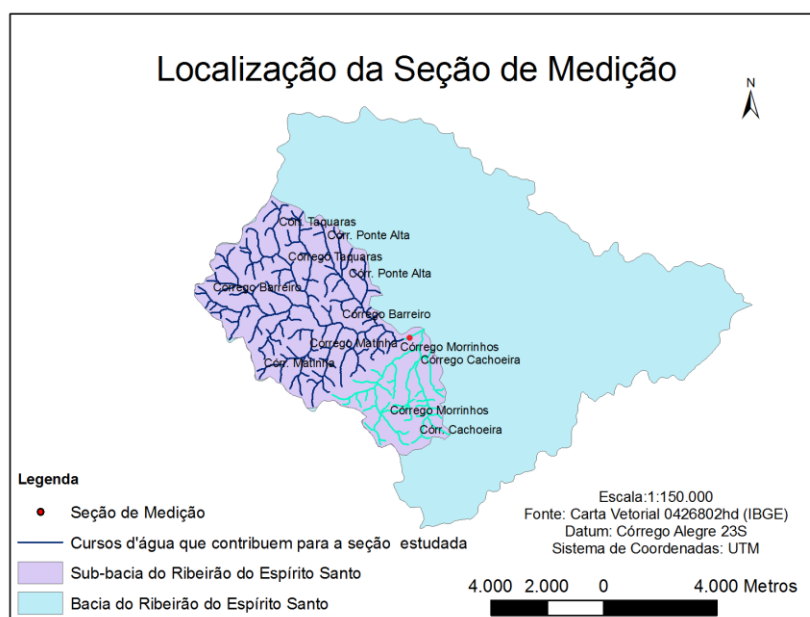 Localização da Seção de Medição
N
Córr. Taquaras
Córr. Ponte Alta
Córrego Taquaras
Córr. Ponte Alta
Córrego Barreiro
Córrego Barreiro
Córrego Matinha
Córrego Morrinhos
Córrego Cachoeira
Córr. Matinha
Córrego Morrinhos
Córr. Cachoeira
Legenda
Seção de Medição
Cursos d'água que contribuem para a seção estudada
Sub-bacia do Ribeirão do Espírito Santo
Bacia do Ribeirão do Espírito Santo
Escala:1:150.000
Fonte: Carta Vetorial 0426802hd (IBGE)
Datum: Córrego Alegre 23S
Sistema de Coordenadas: UTM
4.000 2.000 0 4.000 Metros